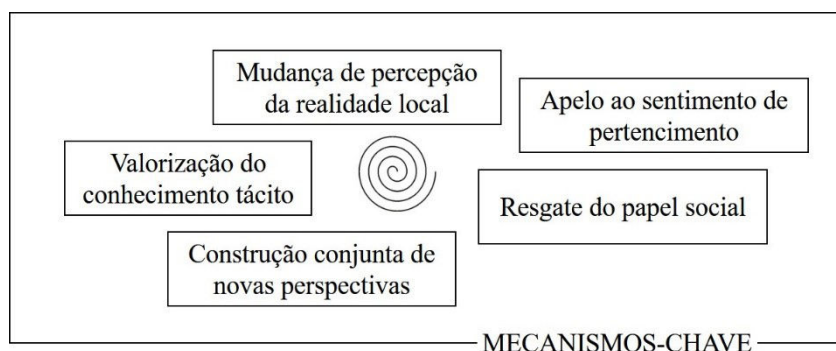 Mudança de percepção
da realidade local
Apelo ao sentimento de
pertencimento
Valorização do
conhecimento tácito
Resgate do papel social
Construção conjunta de
novas perspectivas
MECANISMOS-CHAVE